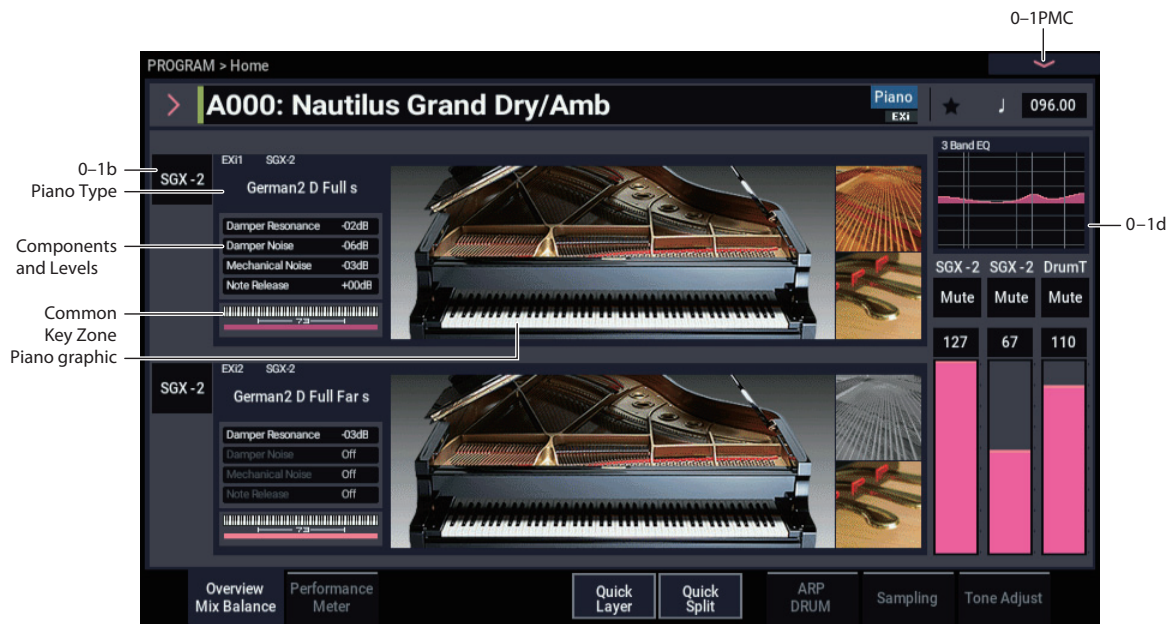 0–1PMC
PROGRAM > Home
A000: Nautilus Grand Dry/Amb
Piano
EXi
♩ 096.00
0–1b
Piano Type
Components
and Levels
Common
Key Zone
Piano graphic
SGX-2
EXi1 SGX-2
German2 D Full s
Damper Resonance -02dB
Damper Noise -06dB
Mechanical Noise -03dB
Note Release +00dB
73
SGX-2
EXi2 SGX-2
German2 D Full Far s
Damper Resonance -03dB
Damper Noise Off
Mechanical Noise Off
Note Release Off
73
3 Band EQ
0–1d
SGX-2 SGX-2 DrumT
Mute Mute Mute
127 67 110
Overview
Mix Balance
Performance
Meter
Quick
Layer
Quick
Split
ARP
DRUM
Sampling
Tone Adjust